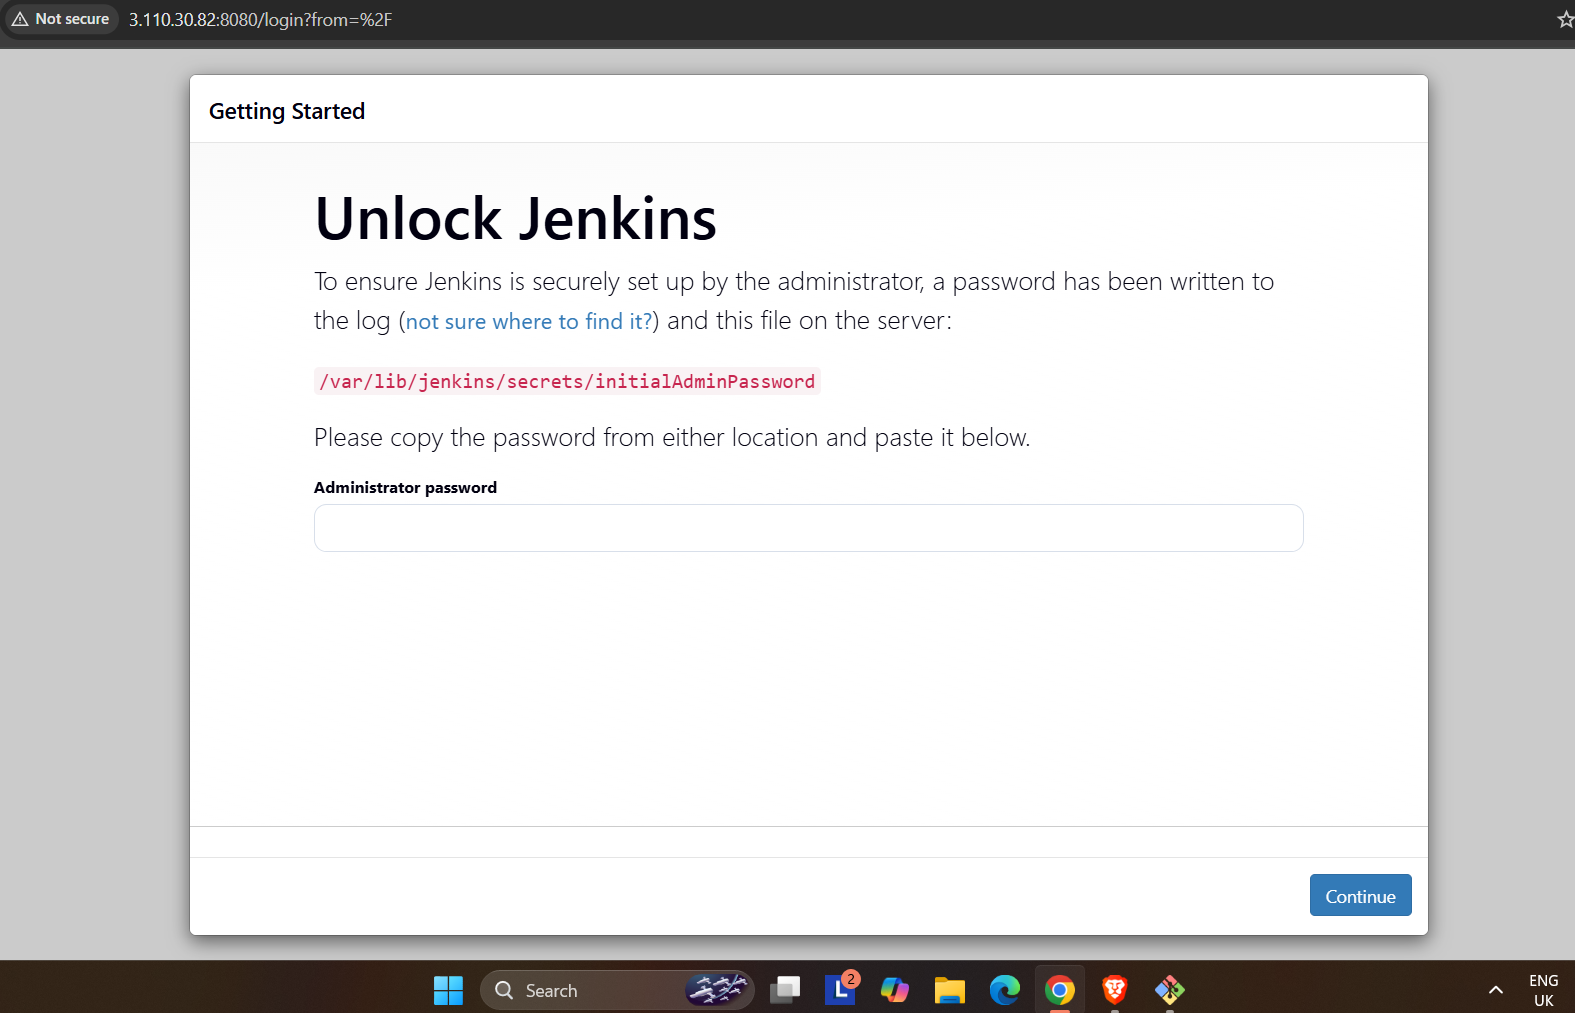 Not secure 3.110.30.82:8080/login?from=%2F
Getting Started
Unlock Jenkins
To ensure Jenkins is securely set up by the administrator, a password has been written to
the log (not sure where to find it?) and this file on the server:
/var/lib/jenkins/secrets/initialAdminPassword
Please copy the password from either location and paste it below.
Administrator password
Continue
Search
L
2
ENG
UK